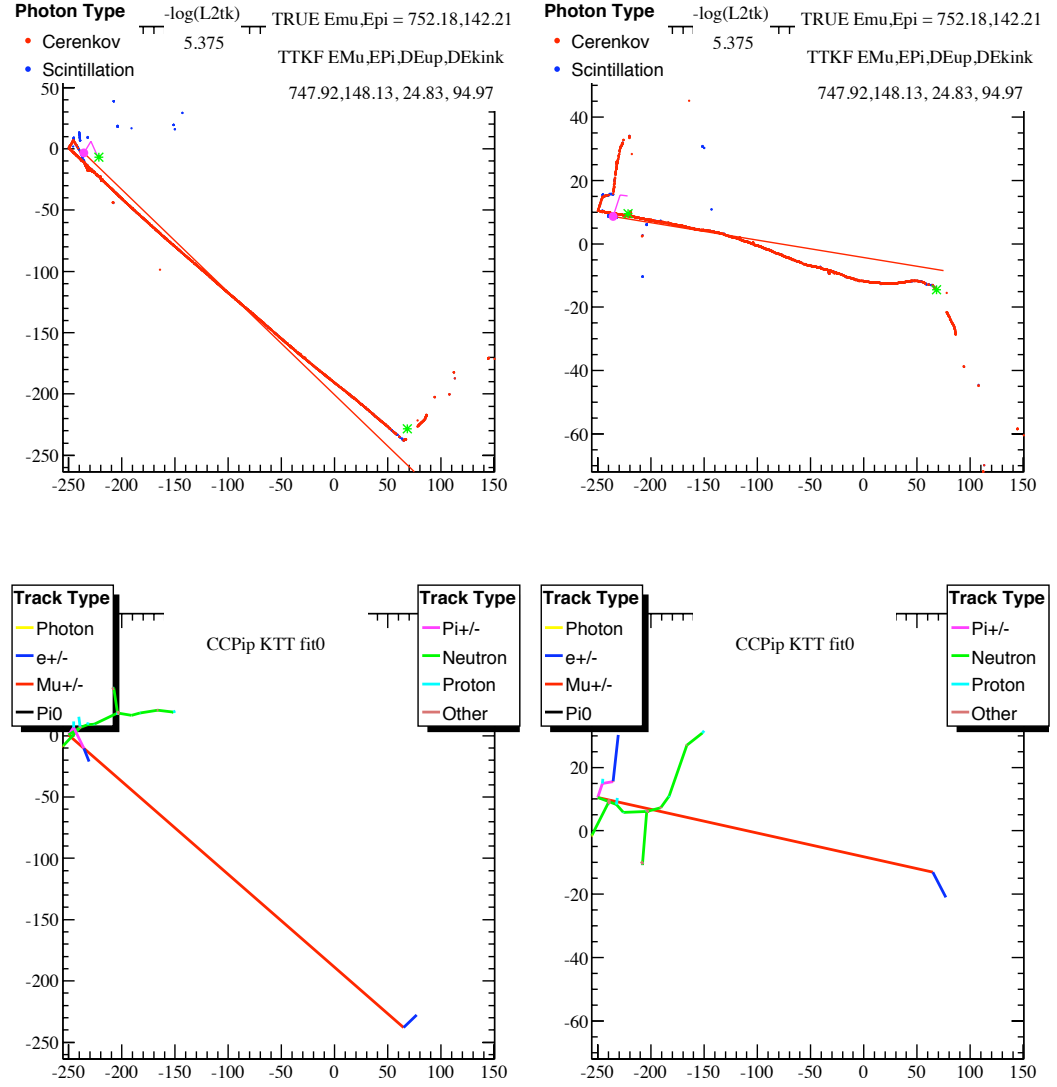 Photon Type
Cerenkov
Scintillation
-log(L2tk)
5.375
TRUE Emu,Epi = 752.18,142.21
TTKF EMu,EPi,DEup,DEkink
747.92,148.13, 24.83, 94.97
50
0
-50
-100
-150
-200
-250
-250 -200 -150 -100 -50 0 50 100 150
Photon Type
Cerenkov
Scintillation
-log(L2tk)
5.375
TRUE Emu,Epi = 752.18,142.21
TTKF EMu,EPi,DEup,DEkink
747.92,148.13, 24.83, 94.97
40
20
0
-20
-40
-60
-250 -200 -150 -100 -50 0 50 100 150
Track Type
Photon
e+/-
Mu+/-
Pi0
CCPip KTT fit0
Track Type
Pi+/-
Neutron
Proton
Other
0
-50
-100
-150
-200
-250
-250 -200 -150 -100 -50 0 50 100 150
Track Type
Photon
e+/-
Mu+/-
Pi0
CCPip KTT fit0
Track Type
Pi+/-
Neutron
Proton
Other
20
0
-20
-40
-60
-250 -200 -150 -100 -50 0 50 100 150